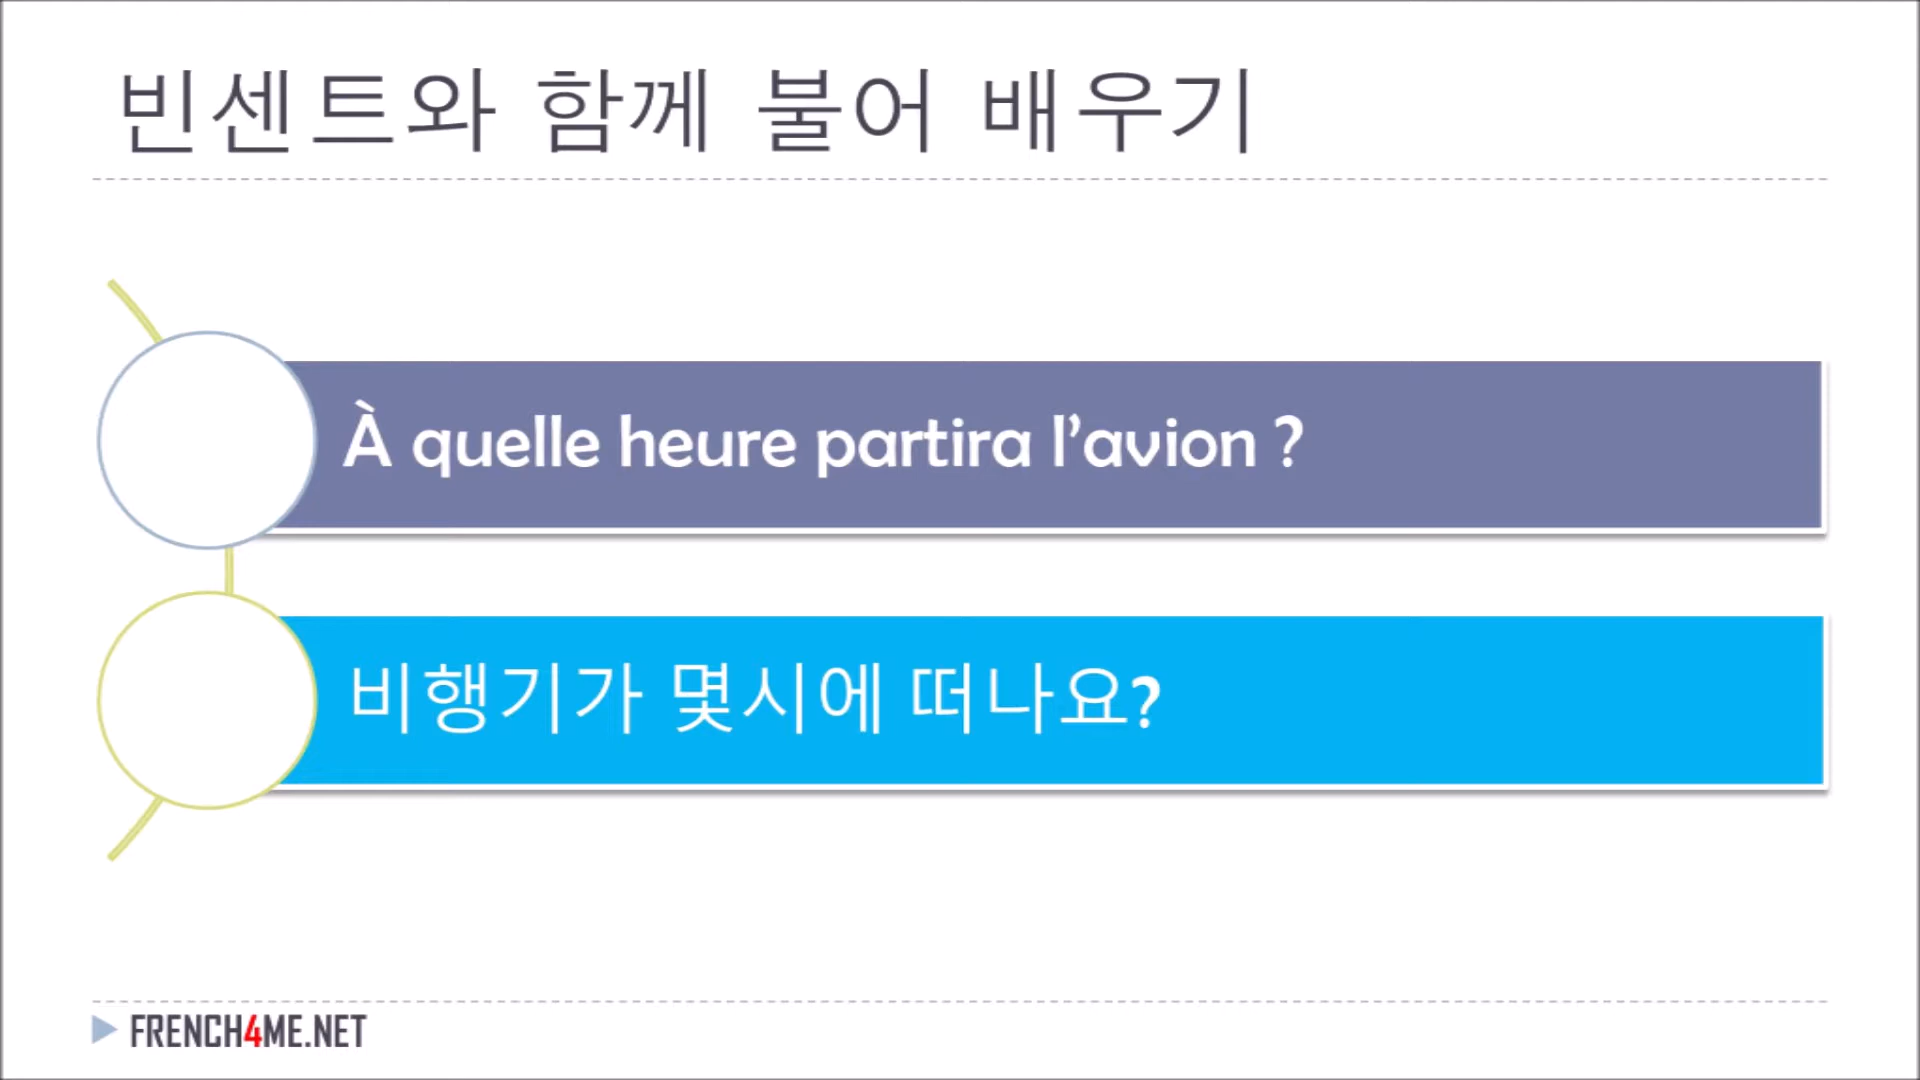 빈센트와 함께 불어 배우기
À quelle heure partira l’avion ?
비행기가 몇시에 떠나요?
FRENCH4ME.NET